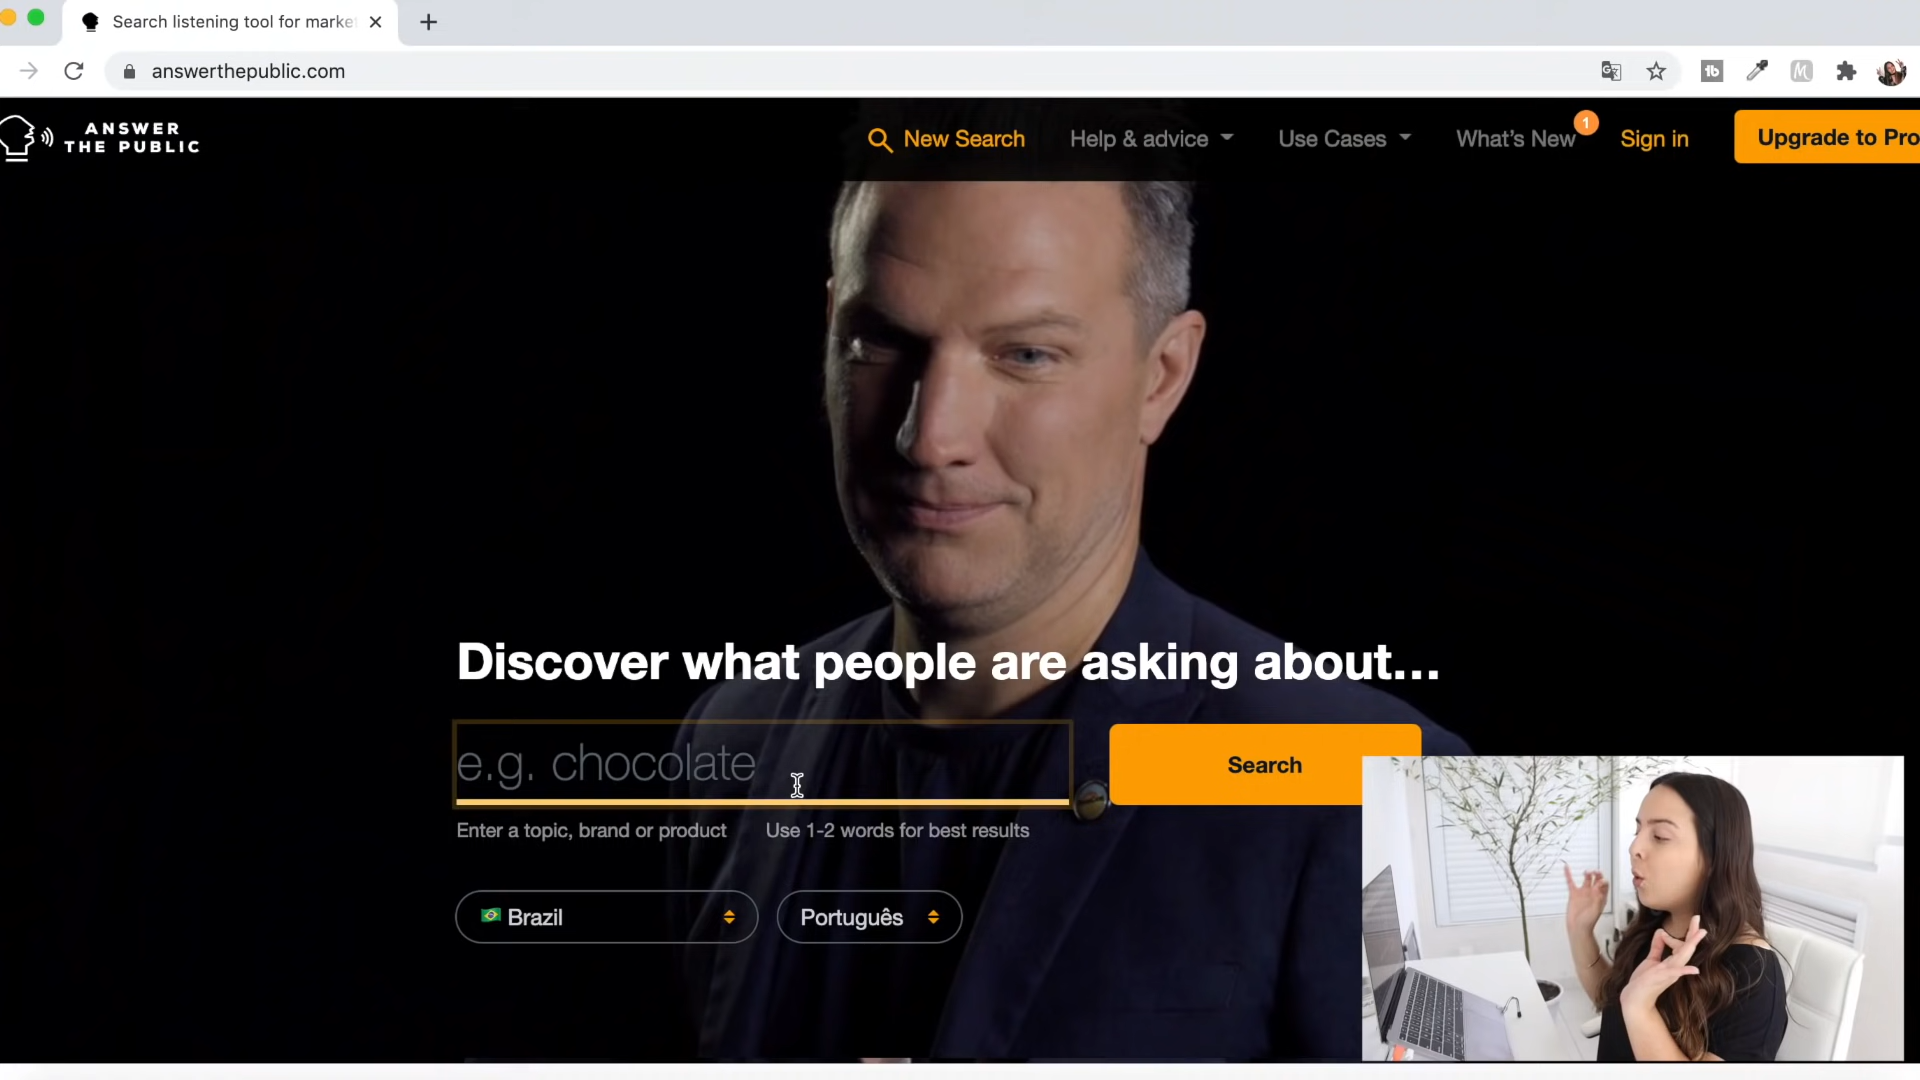 Search listening tool for marke
answerthepublic.com
ANSWER
THE PUBLIC
New Search
Help & advice
Use Cases
What's New
1
Sign in
Upgrade to Pro
Discover what people are asking about...
e.g. chocolate
Search
Enter a topic, brand or product
Use 1-2 words for best results
Brazil
Português